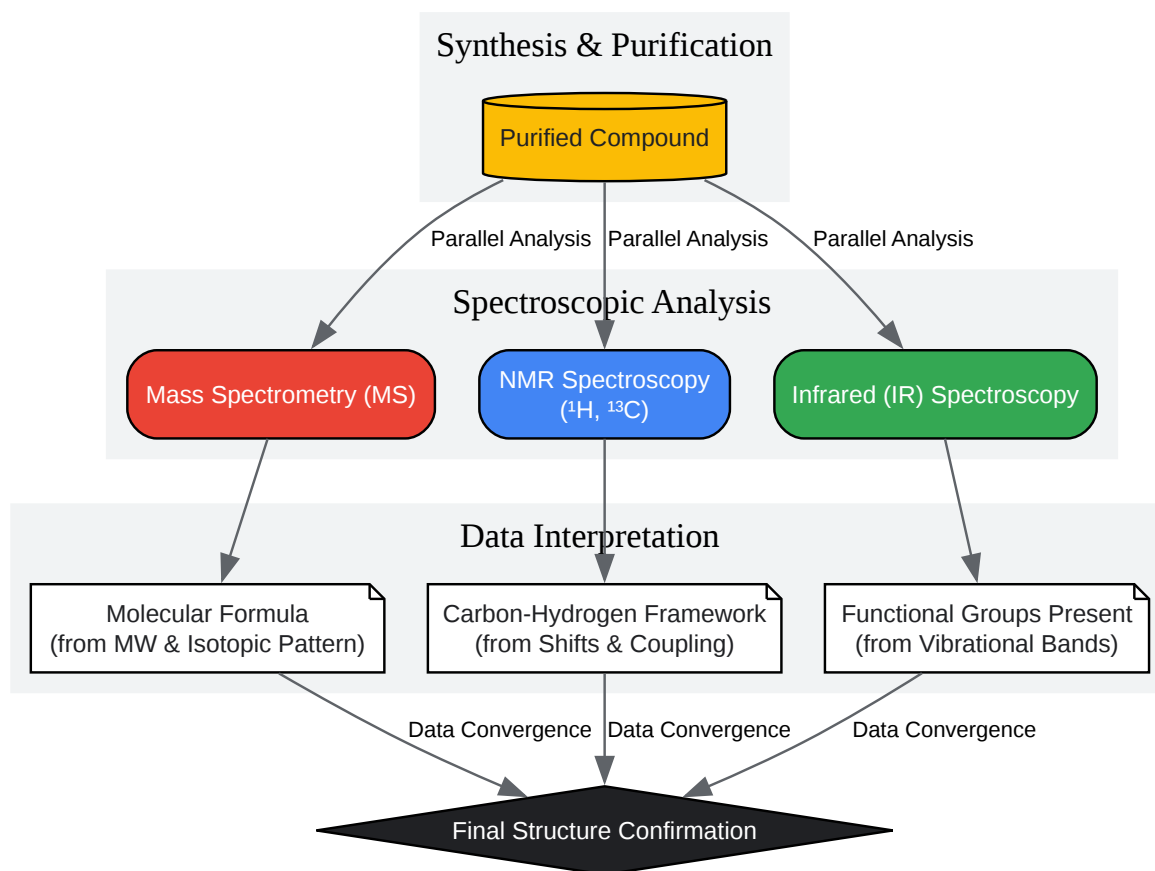 Synthesis & Purification
Purified Compound
Parallel Analysis
Parallel Analysis
Parallel Analysis
Spectroscopic Analysis
Mass Spectrometry (MS)
NMR Spectroscopy
(¹H, ¹³C)
Infrared (IR) Spectroscopy
Data Interpretation
Molecular Formula
(from MW & Isotopic Pattern)
Carbon-Hydrogen Framework
(from Shifts & Coupling)
Functional Groups Present
(from Vibrational Bands)
Data Convergence
Data Convergence
Data Convergence
Final Structure Confirmation